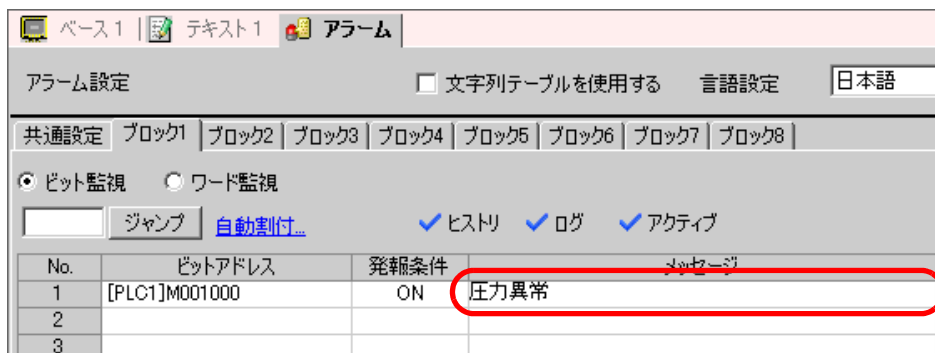 ベース1 テキスト1 アラーム
アラーム設定 文字列テーブルを使用する 言語設定 日本語
共通設定 ブロック1 ブロック2 ブロック3 ブロック4 ブロック5 ブロック6 ブロック7 ブロック8
ビット監視 ワード監視
ジャンプ 自動割付... ヒストリ ログ アクティブ
No. ビットアドレス 発報条件 メッセージ
1 [PLC1]M001000 ON 圧力異常
2
3